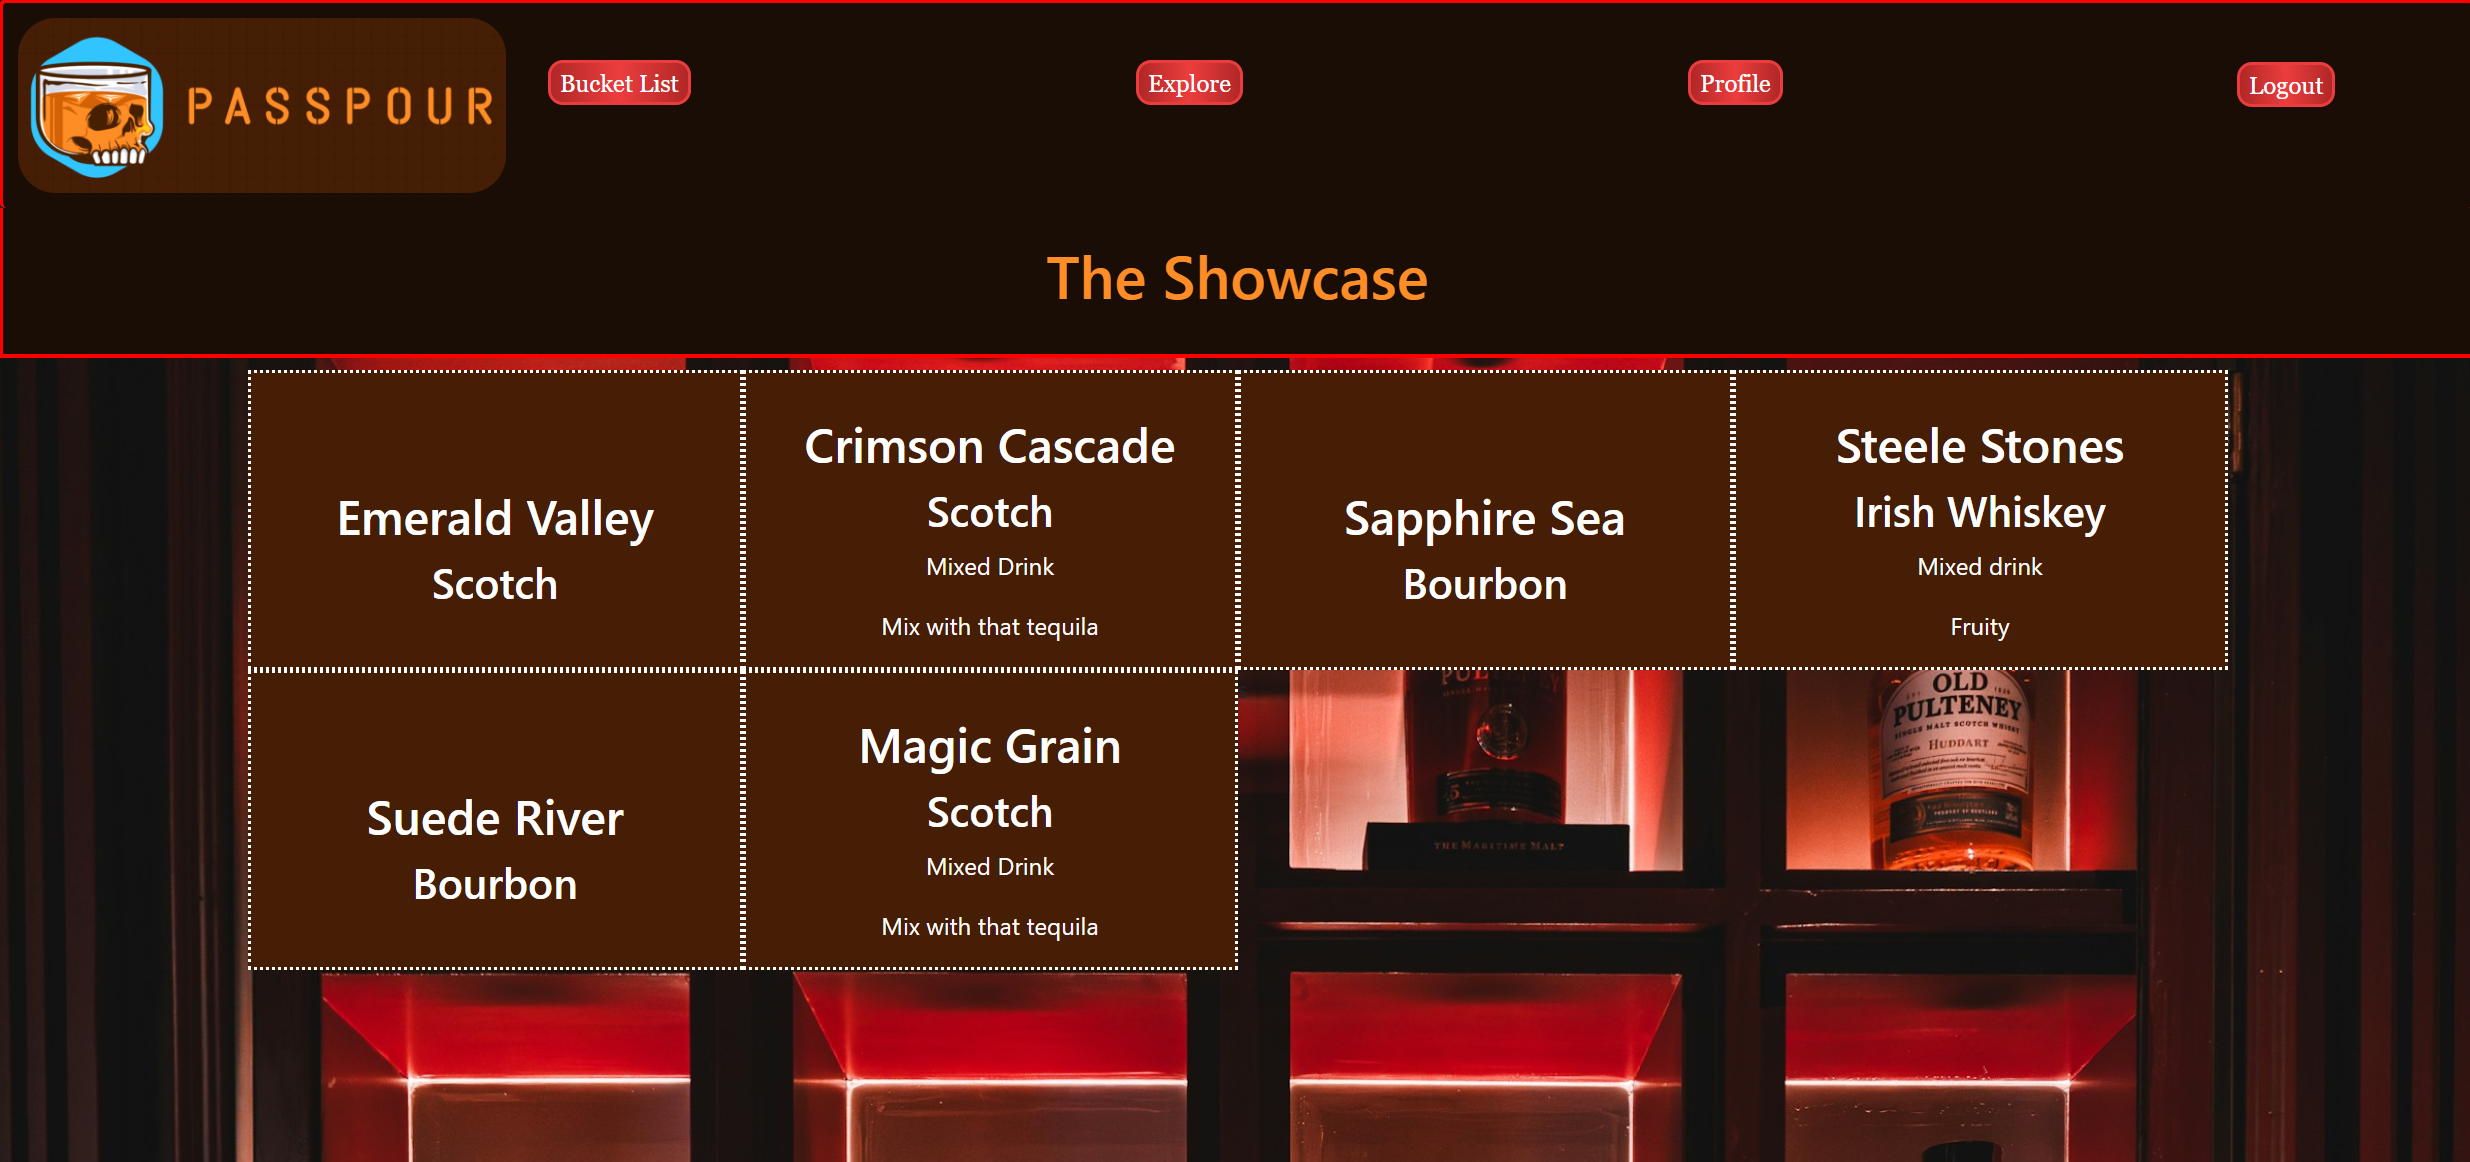 PASSPOUR
Bucket List
Explore
Profile
Logout
The Showcase
Emerald Valley
Scotch
Crimson Cascade
Scotch
Mixed Drink
Mix with that tequila
Sapphire Sea
Bourbon
Steele Stones
Irish Whiskey
Mixed drink
Fruity
Suede River
Bourbon
Magic Grain
Scotch
Mixed Drink
Mix with that tequila
THE MARITIME MALT
OLD
PULTENEY
SINGLE MALT SCOTCH WHISKY
HUDDART